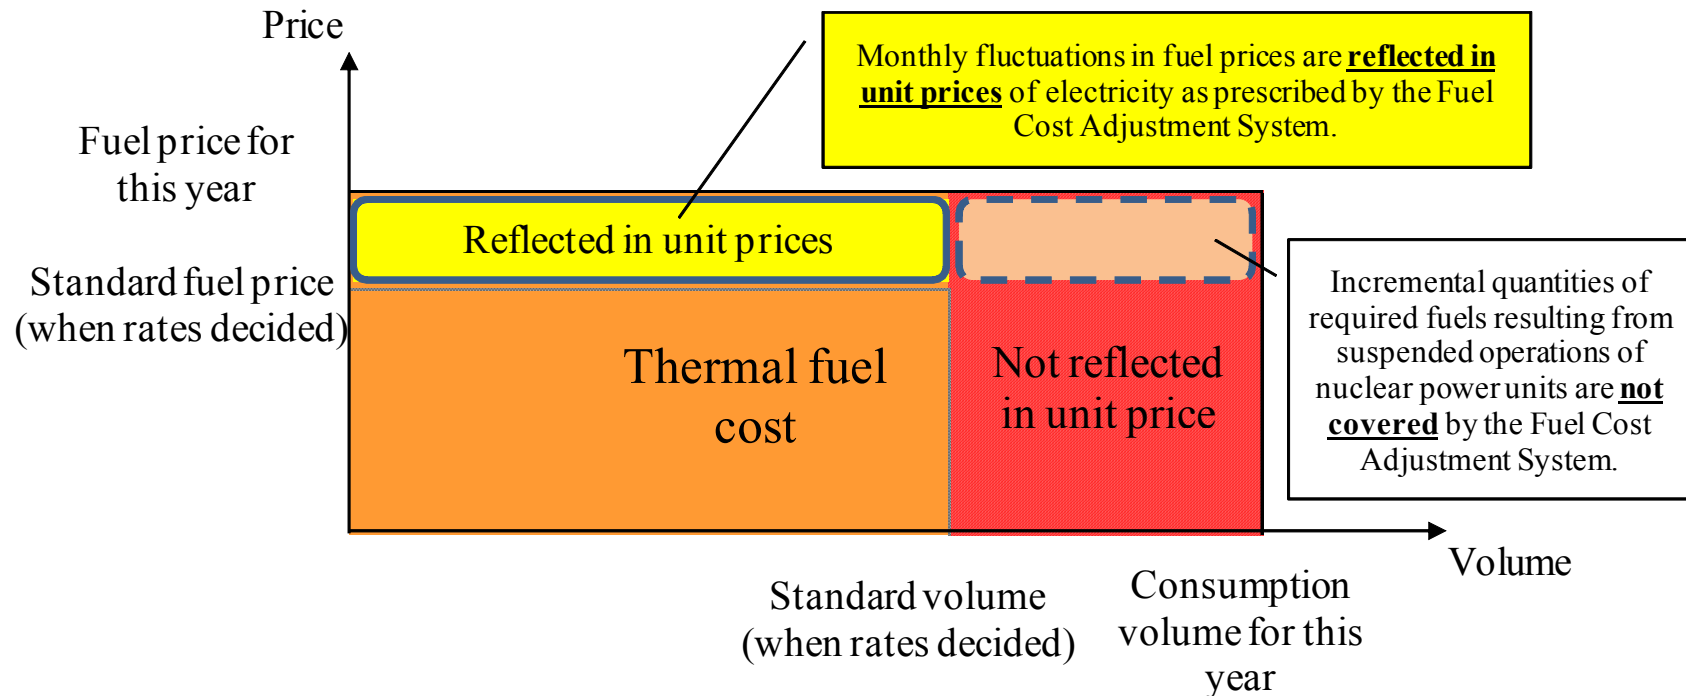 Price
Monthly fluctuations in fuel prices are reflected in
unit prices of electricity as prescribed by the Fuel
Cost Adjustment System.
Fuel price for
this year
Reflected in unit prices
Standard fuel price
(when rates decided)
Incremental quantities of
required fuels resulting from
suspended operations of
nuclear power units are not
covered by the Fuel Cost
Adjustment System.
Thermal fuel
cost
Not reflected
in unit price
Volume
Standard volume
(when rates decided)
Consumption
volume for this
year